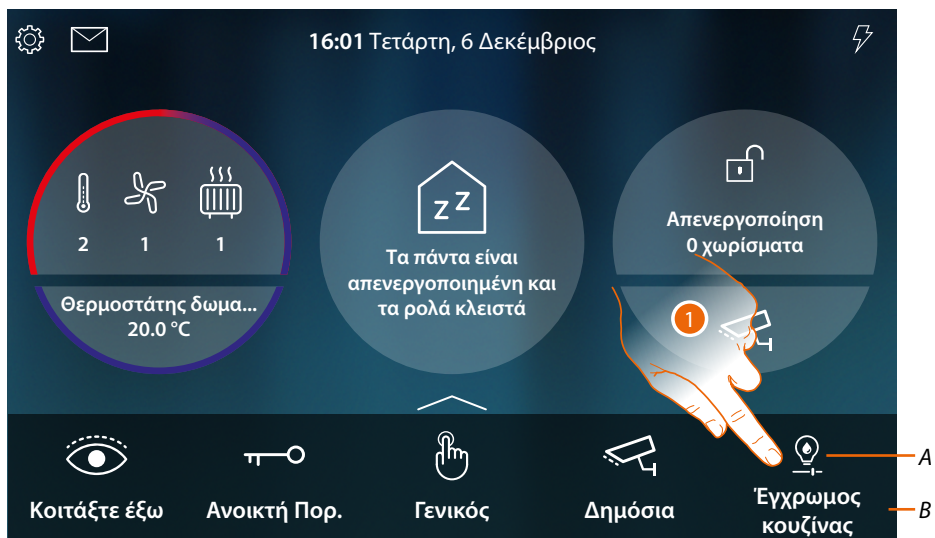 16:01 Τετάρτη, 6 Δεκέμβριος
2 1 1
Θερμοστάτης δωμα...
20.0 °C
z Z
Τα πάντα είναι
απενεργοποιημένη και
τα ρολά κλειστά
Απενεργοποίηση
0 χωρίσματα
1
Κοιτάξτε έξω
Ανοικτή Πορ.
Γενικός
Δημόσια
Έγχρωμος
κουζίνας
A
B